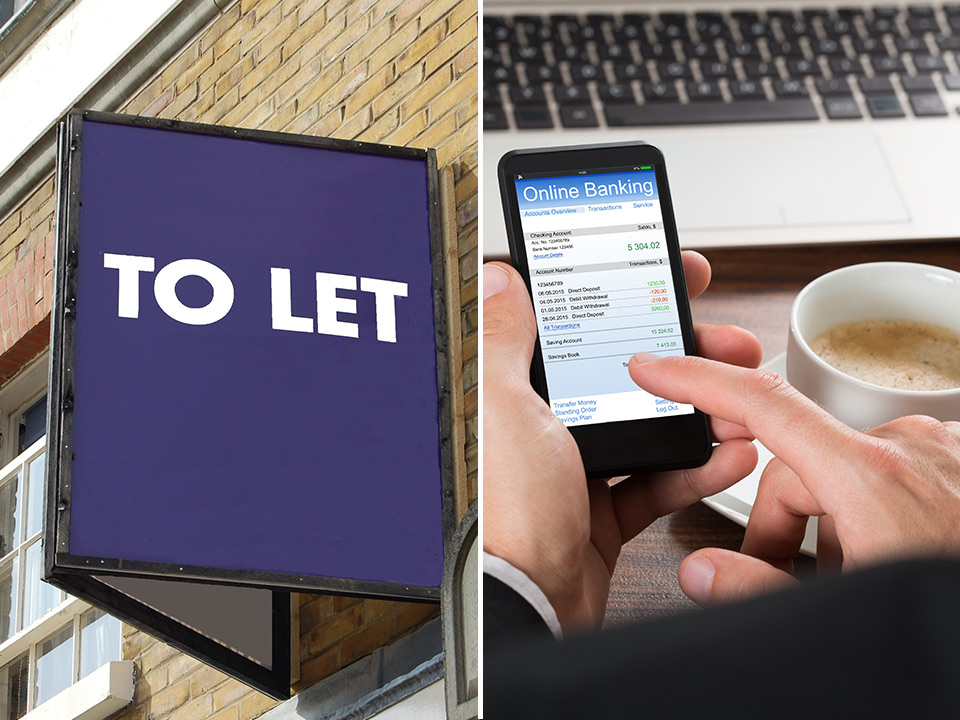 TO LET
Online Banking
Accounts Overview Transactions Service
Checking Account Saldo, $
Acc. No. 123456789
Bank Number 123456 5 304.02
Account Details
Account Number Transactions, $
123456789
06.05.2015 Direct Deposit 1230,00
04.05.2015 Debit Withdrawal -120,00
01.05.2015 Debit Withdrawal -219,00
28.04.2015 Direct Deposit 3260,00
All Transactions
Saving Account 10 224.62
Savings Book 7 413,03
To
Transfer Money Setting
Standing Order Log Out
Savings Plan